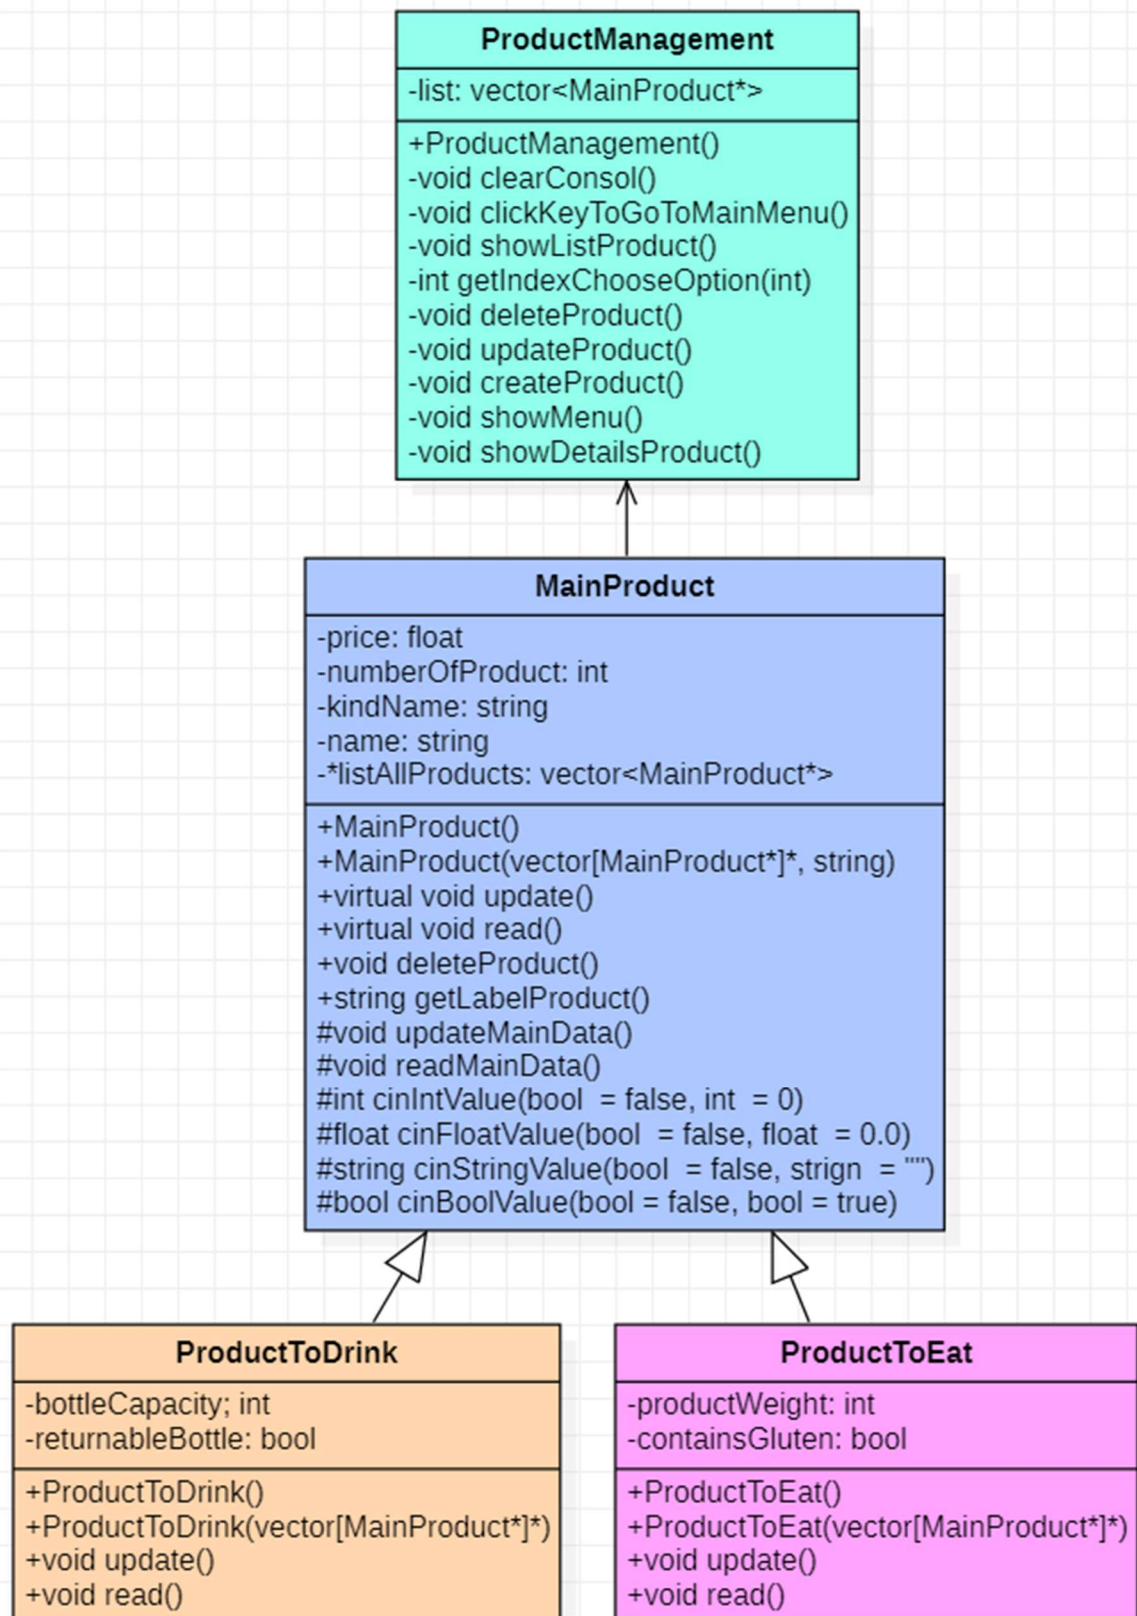 ProductManagement
-list: vector<MainProduct*>
+ProductManagement()
-void clearConsol()
-void clickKeyToGoToMainMenu()
-void showListProduct()
-int getIndexChooseOption(int)
-void deleteProduct()
-void updateProduct()
-void createProduct()
-void showMenu()
-void showDetailsProduct()
MainProduct
-price: float
-numberOfProduct: int
-kindName: string
-name: string
-*listAllProducts: vector<MainProduct*>
+MainProduct()
+MainProduct(vector[MainProduct*]*, string)
+virtual void update()
+virtual void read()
+void deleteProduct()
+string getLabelProduct()
#void updateMainData()
#void readMainData()
#int cinIntValue(bool  = false, int  = 0)
#float cinFloatValue(bool  = false, float  = 0.0)
#string cinStringValue(bool  = false, strign  = "")
#bool cinBoolValue(bool = false, bool = true)
ProductToDrink
-bottleCapacity; int
-returnableBottle: bool
+ProductToDrink()
+ProductToDrink(vector[MainProduct*]*)
+void update()
+void read()
ProductToEat
-productWeight: int
-containsGluten: bool
+ProductToEat()
+ProductToEat(vector[MainProduct*]*)
+void update()
+void read()